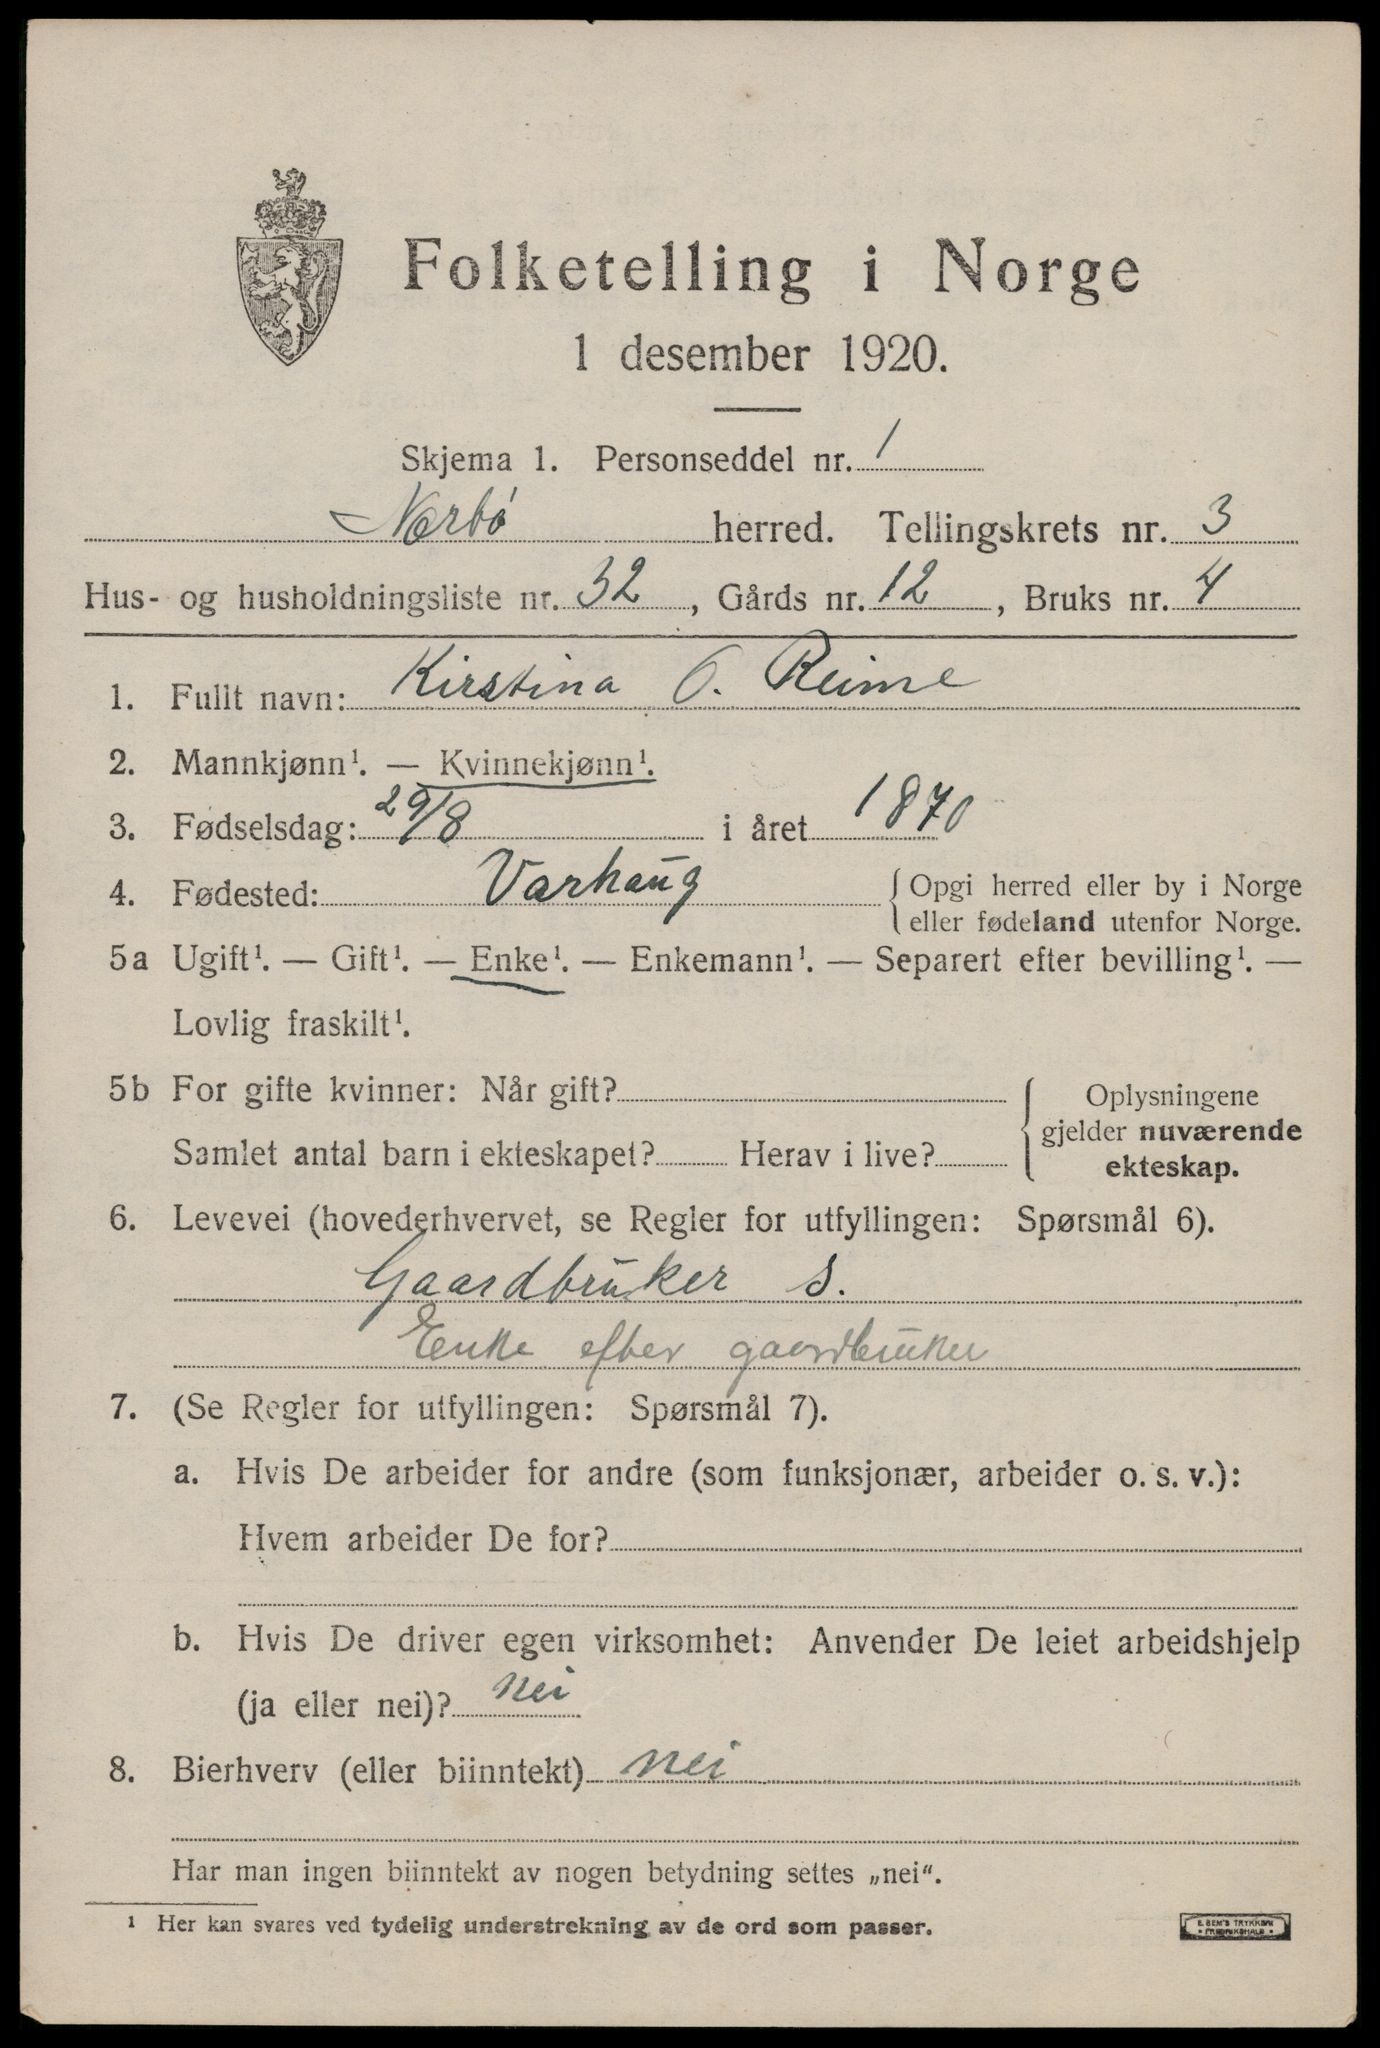 Folketelling i Norge
1 desember 1920.
Skjema 1. Personseddel nr. 1
Nærbø herred. Tellingskrets nr. 3
Hus- og husholdningsliste nr. 32, Gårds nr. 12, Bruks nr. 4
1. Fullt navn: Kirstina O. Reime
2. Mannkjønn¹. — Kvinnekjønn¹.
3. Fødselsdag: 29/8 i året 1870
4. Fødested: Varhaug {Opgi herred eller by i Norge
eller fødeland utenfor Norge.
5a Ugift¹. — Gift¹. — Enke¹. — Enkemann¹. — Separert efter bevilling¹. —
Lovlig fraskilt¹.
5b For gifte kvinner: Når gift? Oplysningene
gjelder nuværende
Samlet antal barn i ekteskapet? Herav i live? ekteskap.
6. Levevei (hovederhvervet, se Regler for utfyllingen: Spørsmål 6).
Gaardbruker s.
Enke efter gaardbruker
7. (Se Regler for utfyllingen: Spørsmål 7).
a. Hvis De arbeider for andre (som funksjonær, arbeider o. s. v.):
Hvem arbeider De for?
b. Hvis De driver egen virksomhet: Anvender De leiet arbeidshjelp
(ja eller nei)? nei
8. Bierhverv (eller biinntekt) nei
Har man ingen biinntekt av nogen betydning settes „nei“.
¹ Her kan svares ved tydelig understrekning av de ord som passer.
E. SEM'S TRYKKERI
• FREDRIKSHALD •